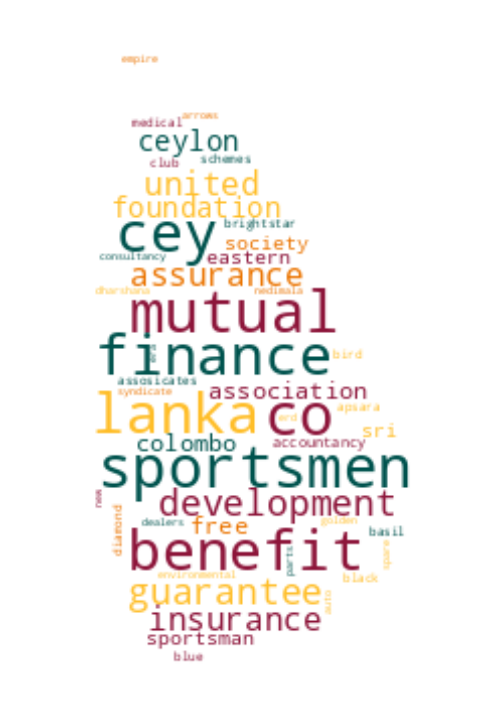 empire
arrows
medical
ceylon
club schemes
united
foundation
cey brightstar
society
consultancy eastern
assurance
dharshana nedimala
mutual
finance
bird
assosicates
syndicate association
lanka co
apsara
sri
colombo accountancy
sportsmen
new
development
diamond
dealers free golden
basil
benefit
parts
spare
environmental black
guarantee
auto
insurance
sportsman
blue